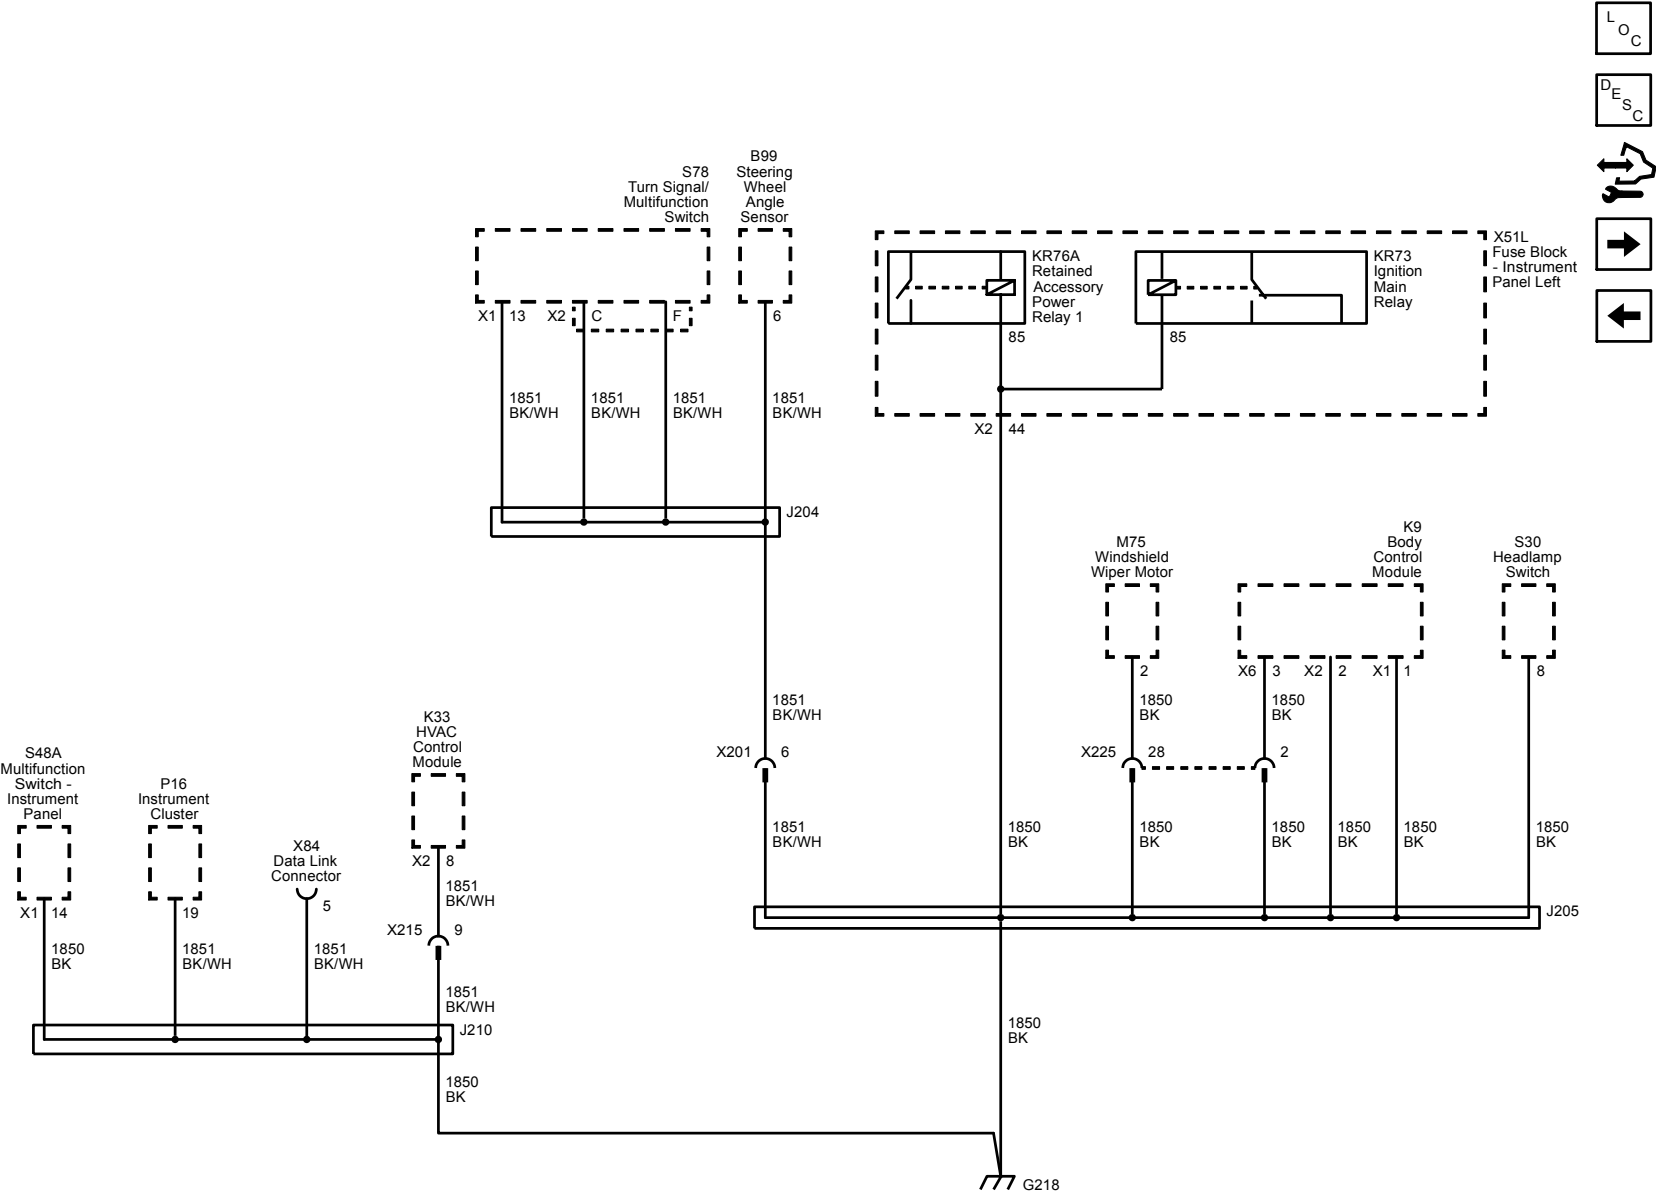 L
O
C
D
E
S
C
B99
Steering
Wheel
Angle
Sensor
S78
Turn Signal/
Multifunction
Switch
X51L
Fuse Block
- Instrument
Panel Left
KR76A
Retained
Accessory
Power
Relay 1
KR73
Ignition
Main
Relay
X1 13 X2 C F 6
85 85
1851
BK/WH
1851
BK/WH
1851
BK/WH
1851
BK/WH
X2 44
J204
M75
Windshield
Wiper Motor
K9
Body
Control
Module
S30
Headlamp
Switch
2 X6 3 X2 2 X1 1 8
1851
BK/WH
1850
BK
1850
BK
X201 6
X225 28 2
K33
HVAC
Control
Module
S48A
Multifunction
Switch -
Instrument
Panel
P16
Instrument
Cluster
X84
Data Link
Connector
1851
BK/WH
1850
BK
1850
BK
1850
BK
1850
BK
1850
BK
1850
BK
X2 8
1851
BK/WH
X1 14 19 5
J205
X215 9
1850
BK
1851
BK/WH
1851
BK/WH
1851
BK/WH
J210
1850
BK
1850
BK
G218